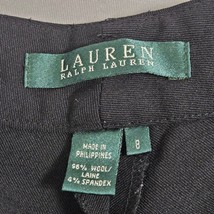 LAUREN
RALPH LAUREN
MADE IN
PHILIPPINES
8
96% WOOL/
LAINE
4% SPANDEX